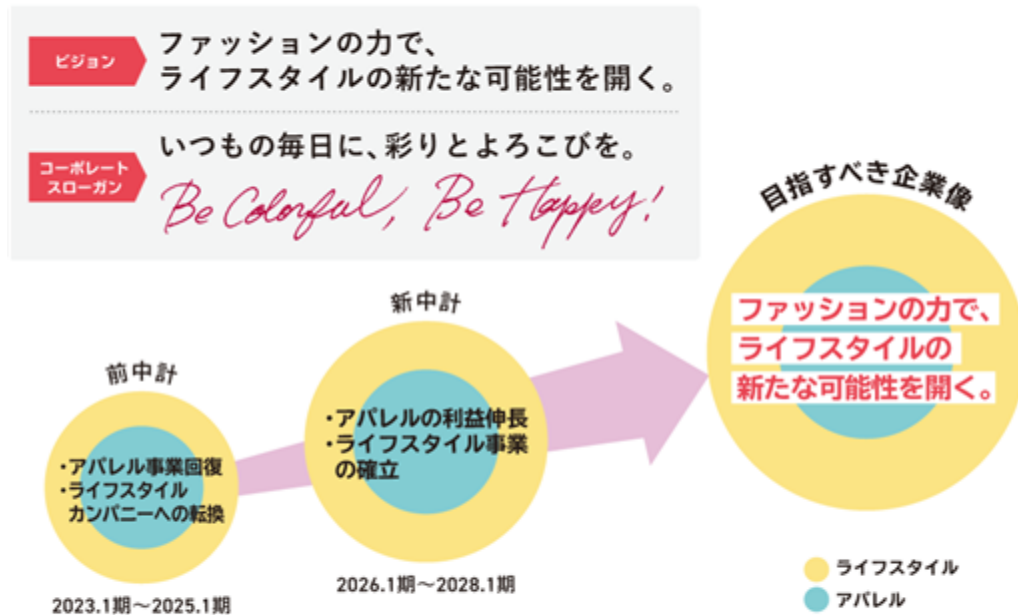 ビジョン
ファッションの力で、
ライフスタイルの新たな可能性を開く。
コーポレート
スローガン
いつもの毎日に、彩りとよろこびを。
Be Colorful, Be Happy!
前中計
・アパレル事業回復
・ライフスタイル
カンパニーへの転換
2023.1期～2025.1期
新中計
・アパレルの利益伸長
・ライフスタイル事業
の確立
2026.1期～2028.1期
目指すべき企業像
ファッションの力で、
ライフスタイルの
新たな可能性を開く。
ライフスタイル
アパレル